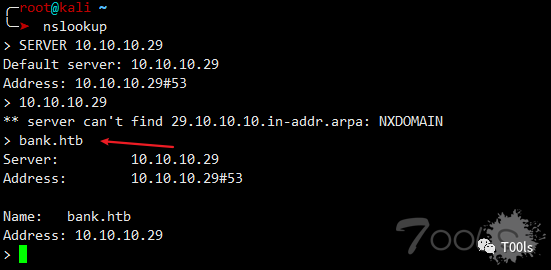 root@kali ~
nslookup
> SERVER 10.10.10.29
Default server: 10.10.10.29
Address: 10.10.10.29#53
> 10.10.10.29
** server can't find 29.10.10.10.in-addr.arpa: NXDOMAIN
> bank.htb
Server: 10.10.10.29
Address: 10.10.10.29#53
Name: bank.htb
Address: 10.10.10.29
>
7ools
T00ls